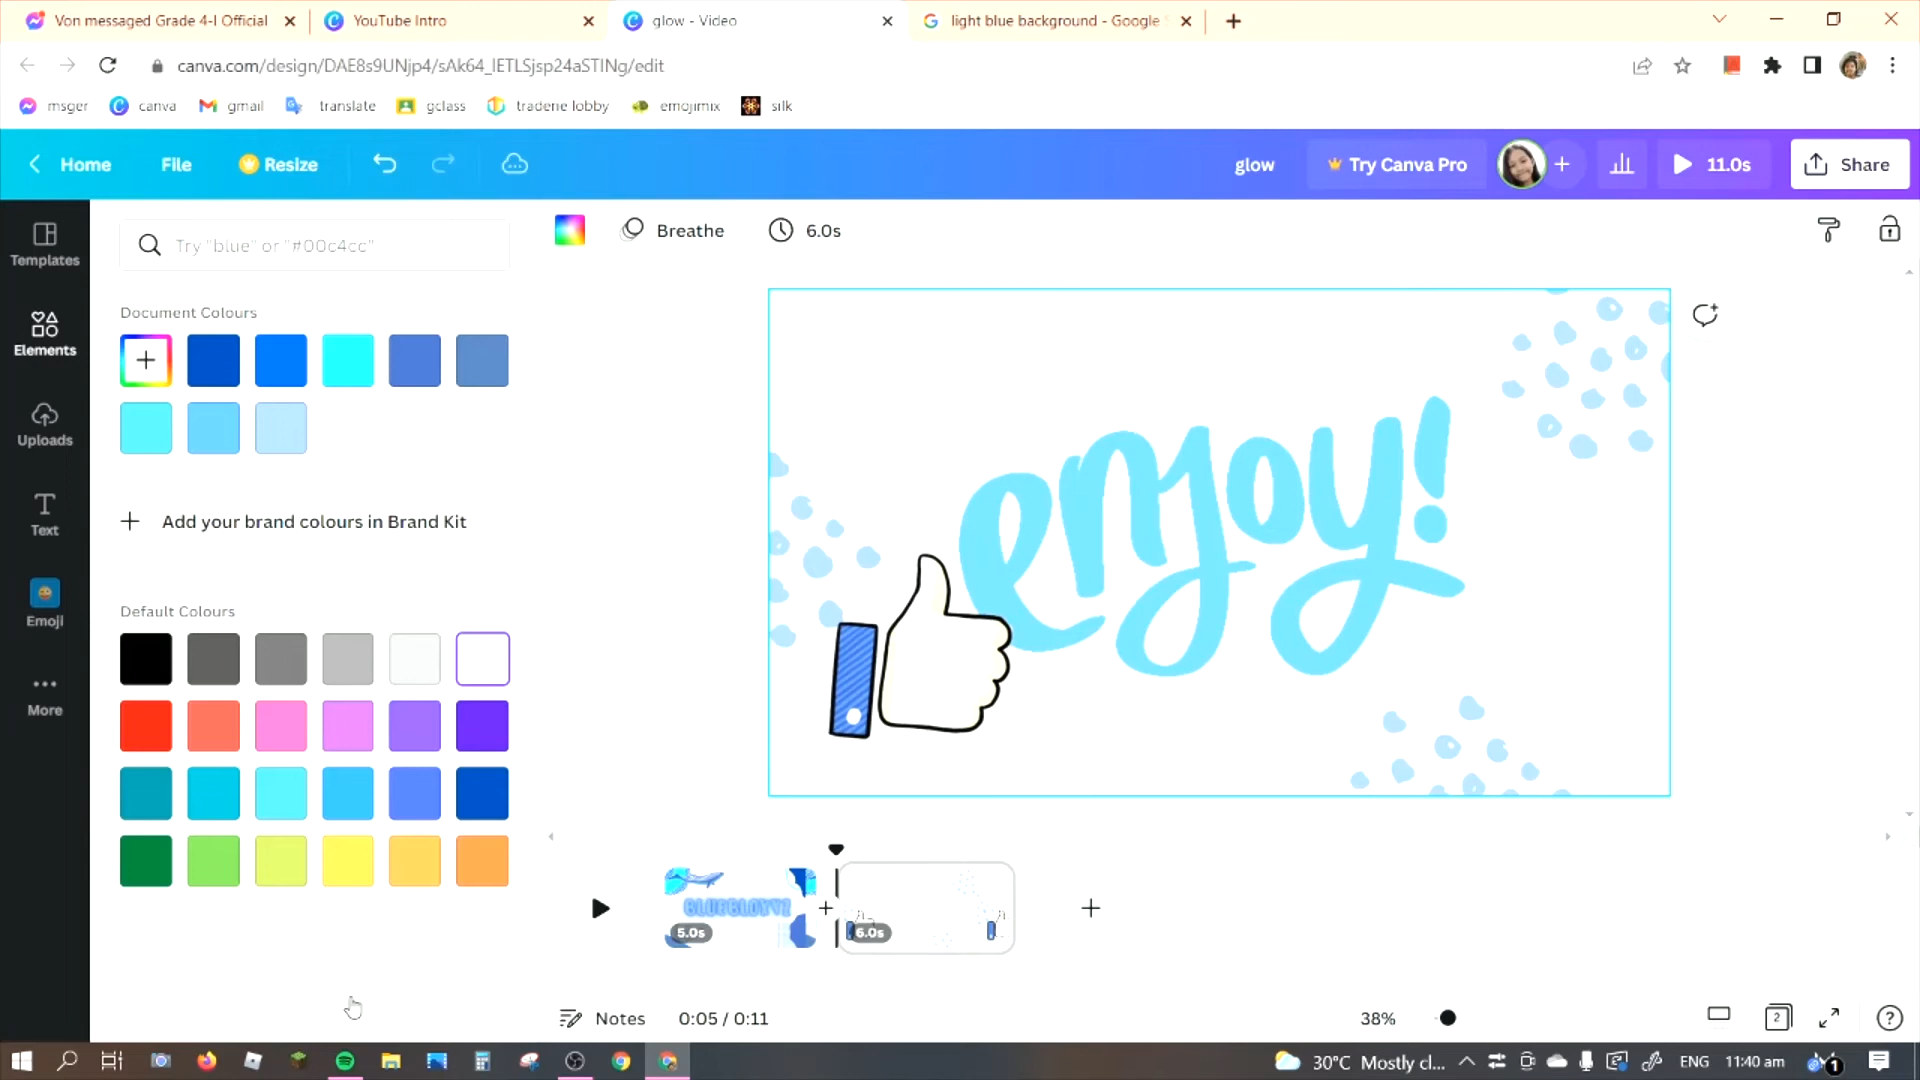 Von messaged Grade 4-I Official
YouTube Intro
glow - Video
light blue background - Google
canva.com/design/DAE8s9UNjp4/sAk64_IETLSjsp24aSTINg/edit
msger
canva
gmail
translate
gclass
traderie lobby
emojimix
silk
Home
File
Resize
glow
Try Canva Pro
11.0s
Share
Templates
Elements
Uploads
Text
Emoji
More
Try "blue" or "#00c4cc"
Breathe
6.0s
Document Colours
Add your brand colours in Brand Kit
Default Colours
enjoy!
5.0s
6.0s
Notes
0:05 / 0:11
38%
2
30°C Mostly cl...
ENG
11:40 am
1